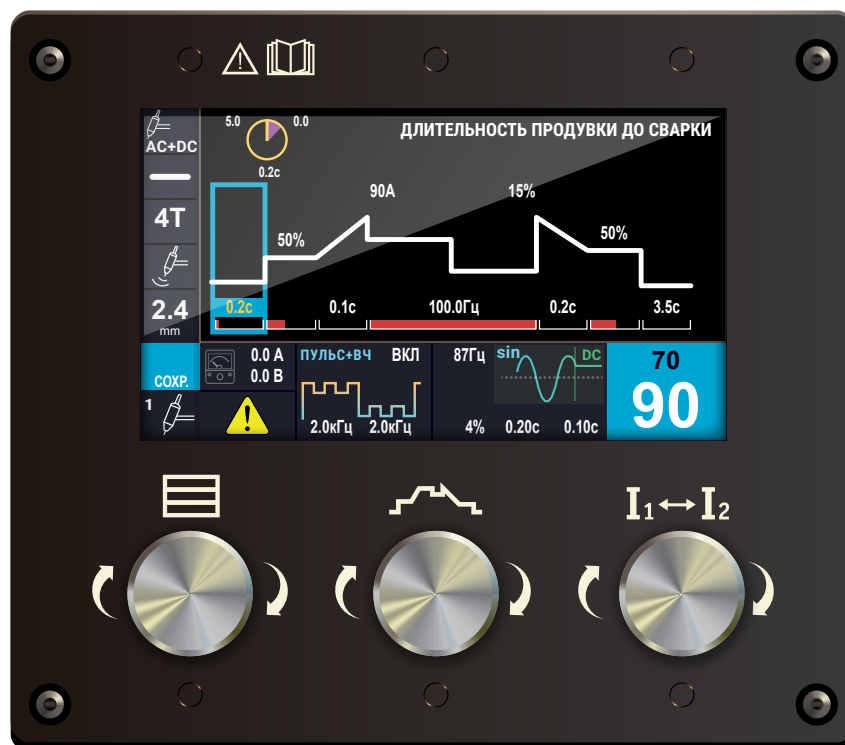 5.0
0.0
ДЛИТЕЛЬНОСТЬ ПРОДУВКИ ДО СВАРКИ
AC+DC
0.2с
90А
15%
4T
50%
50%
2.4
mm
0.2с
0.1с
100.0Гц
0.2с
3.5с
СОХР.
0.0 А
0.0 В
ПУЛЬС+ВЧ ВКЛ
2.0кГц 2.0кГц
87Гц
sin
DC
4% 0.20с 0.10с
70
90
1
I1 ↔ I2